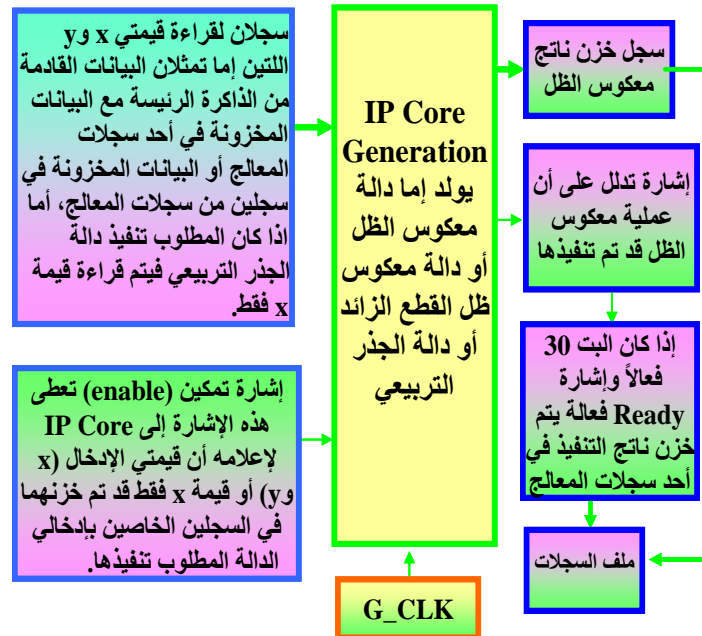 سجلان لقراءة قيمتي x وy
اللتين إما تمثلان البيانات القادمة
من الذاكرة الرئيسة مع البيانات
المخزونة في أحد سجلات
المعالج أو البيانات المخزونة في
سجلين من سجلات المعالج، أما
اذا كان المطلوب تنفيذ دالة
الجذر التربيعي فيتم قراءة قيمة
x فقط.
إشارة تمكين (enable) تعطى
هذه الإشارة إلى IP Core
لإعلامه أن قيمتي الإدخال (x
وy) أو قيمة x فقط قد تم خزنهما
في السجلين الخاصين بإدخالي
الدالة المطلوب تنفيذها.
IP Core
Generation
يولد إما دالة
معكوس الظل
أو دالة معكوس
ظل القطع الزائد
أو دالة الجذر
التربيعي
G_CLK
سجل خزن ناتج
معكوس الظل
إشارة تدلل على أن
عملية معكوس
الظل قد تم تنفيذها
إذا كان البت 30
فعالاً وإشارة
Ready فعالة يتم
خزن ناتج التنفيذ في
أحد سجلات المعالج
ملف السجلات